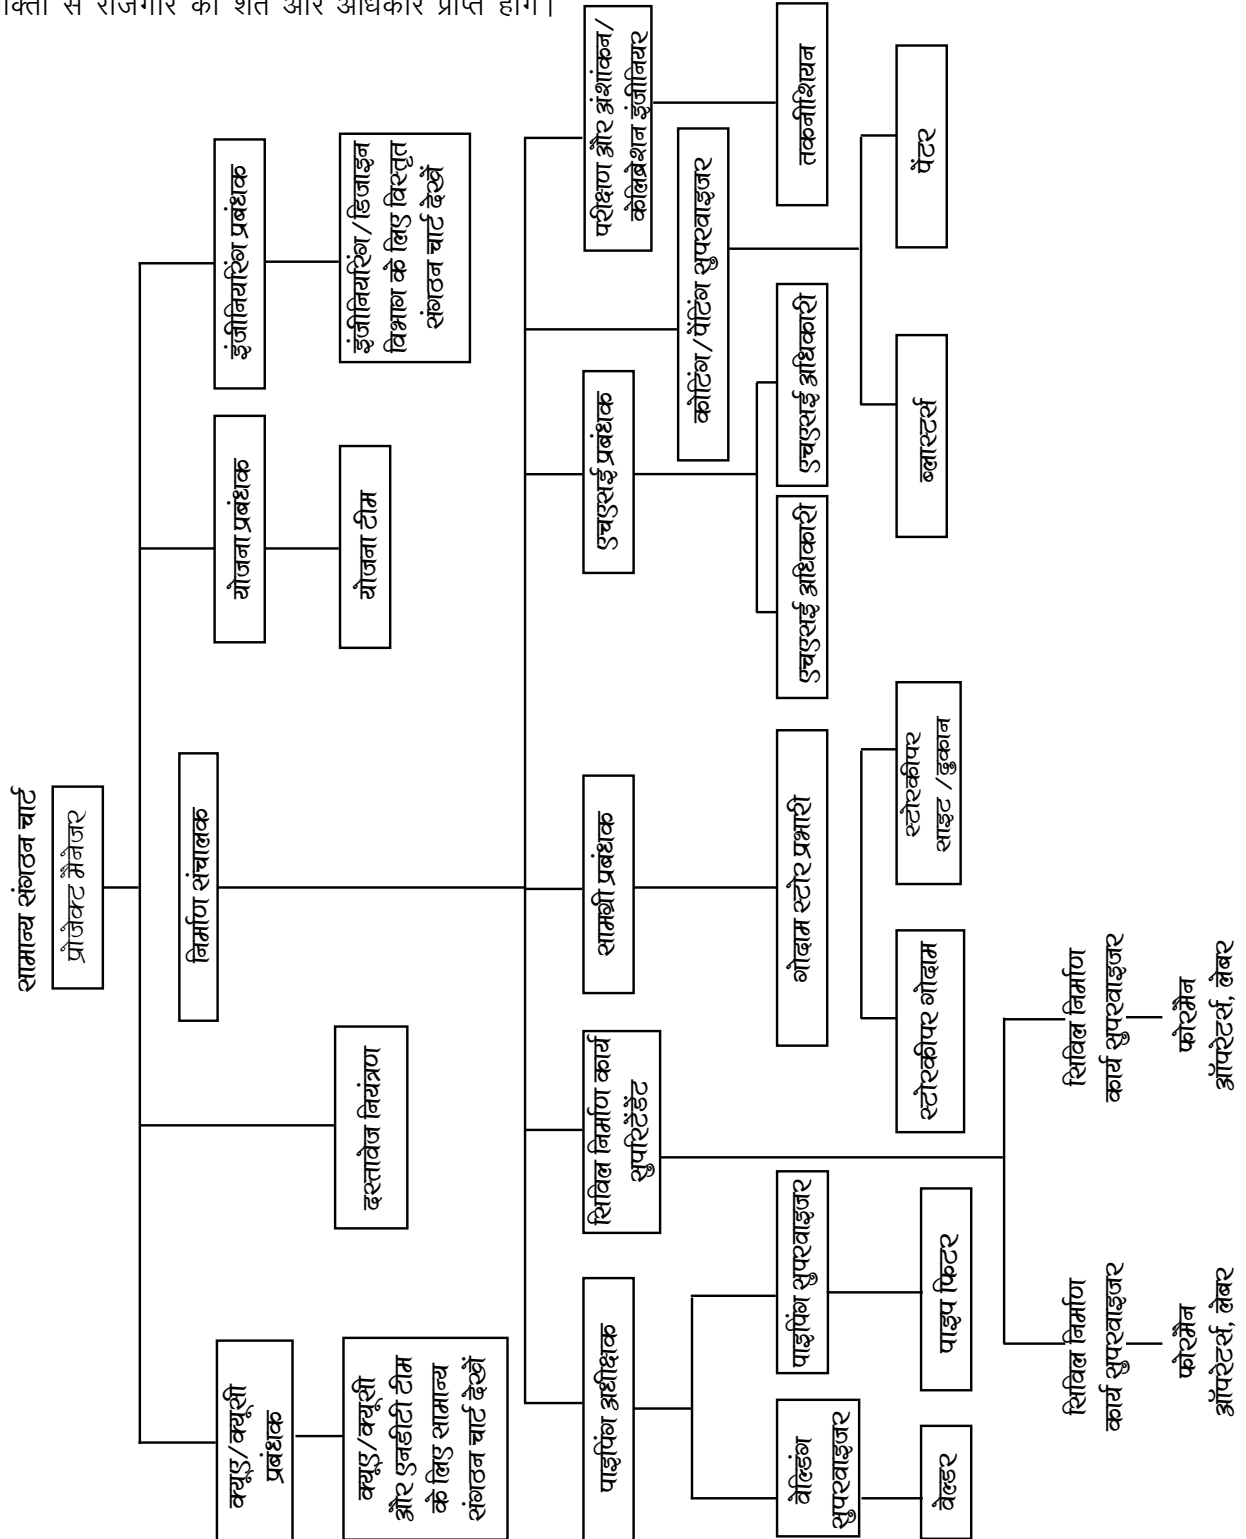 से रोजगार की शर्तें और अधिकार प्राप्त होंगे।
सामान्य संगठन चार्ट
प्रोजेक्ट मैनेजर
क्यूए/क्यूसी
प्रबंधक
क्यूए/क्यूसी
और एनडीटी टीम
के लिए सामान्य
संगठन चार्ट देखें
दस्तावेज नियंत्रण
निर्माण संचालक
योजना प्रबंधक
योजना टीम
इंजीनियरिंग प्रबंधक
इंजीनियरिंग/डिजाइन
विभाग के लिए विस्तृत
संगठन चार्ट देखें
पाइपिंग अधीक्षक
सिविल निर्माण कार्य
सुपरिटेंडेंट
सामग्री प्रबंधक
एचएसई प्रबंधक
कोटिंग/पेंटिंग सुपरवाइजर
परीक्षण और अंशांकन/
केलिब्रेशन इंजीनियर
वेल्डिंग
सुपरवाइजर
पाइपिंग सुपरवाइजर
गोदाम स्टोर प्रभारी
एचएसई अधिकारी
एचएसई अधिकारी
तकनीशियन
वेल्डर
पाइप फिटर
स्टोरकीपर गोदाम
स्टोरकीपर
साइट /दुकान
ब्लास्टर्स
पेंटर
सिविल निर्माण
कार्य सुपरवाइजर
फोरमैन
ऑपरेटर्स, लेबर
सिविल निर्माण
कार्य सुपरवाइजर
फोरमैन
ऑपरेटर्स, लेबर